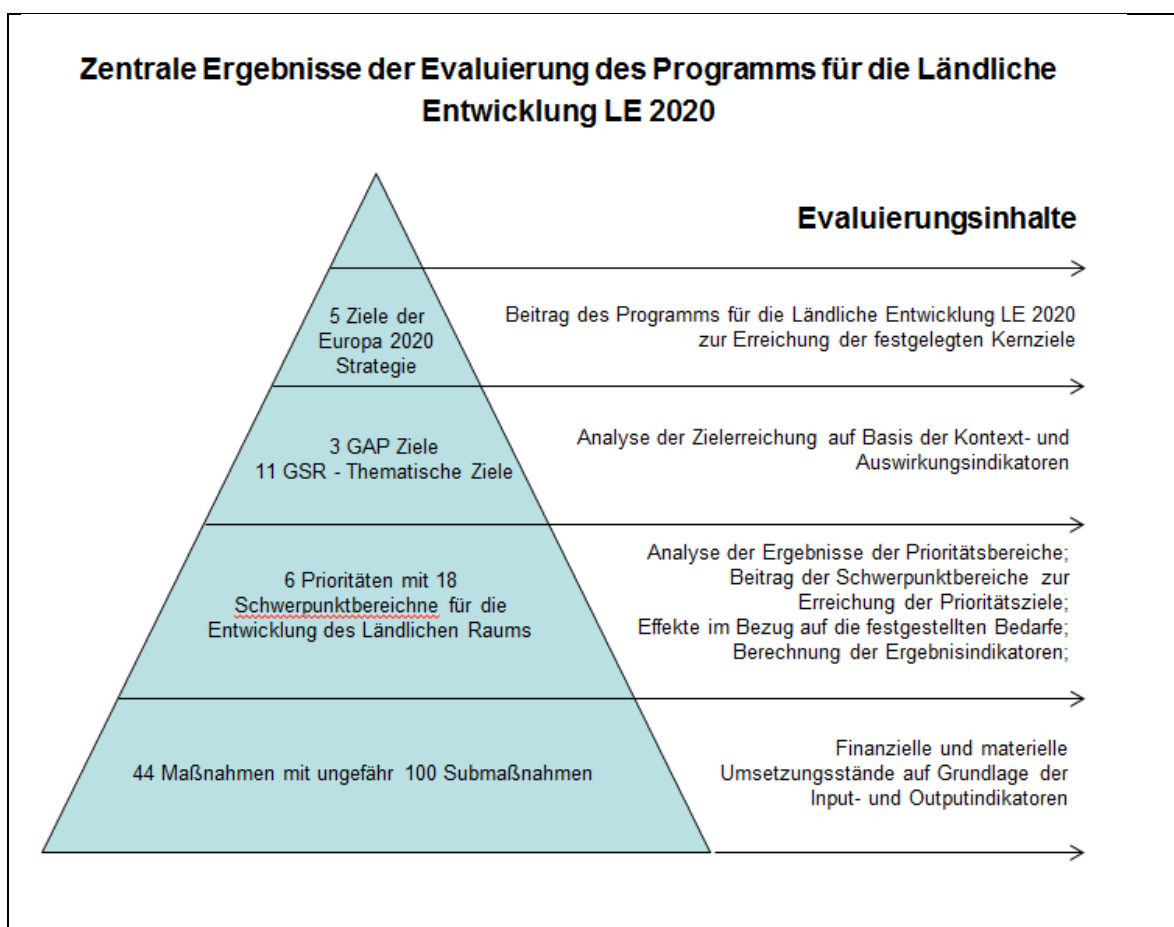 Zentrale Ergebnisse der Evaluierung des Programms für die Ländliche
Entwicklung LE 2020
Evaluierungsinhalte
5 Ziele der
Europa 2020
Strategie
Beitrag des Programms für die Ländliche Entwicklung LE 2020
zur Erreichung der festgelegten Kernziele
3 GAP Ziele
11 GSR - Thematische Ziele
Analyse der Zielerreichung auf Basis der Kontext- und
Auswirkungsindikatoren
6 Prioritäten mit 18
Schwerpunktbereichne für die
Entwicklung des Ländlichen Raums
Analyse der Ergebnisse der Prioritätsbereiche;
Beitrag der Schwerpunktbereiche zur
Erreichung der Prioritätsziele;
Effekte im Bezug auf die festgestellten Bedarfe;
Berechnung der Ergebnisindikatoren;
44 Maßnahmen mit ungefähr 100 Submaßnahmen
Finanzielle und materielle
Umsetzungsstände auf Grundlage der
Input- und Outputindikatoren